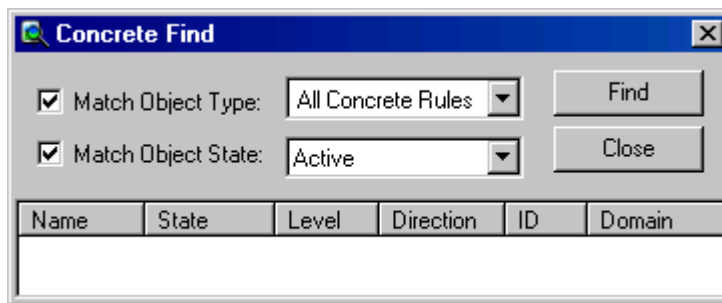 Concrete Find
Match Object Type: All Concrete Rules Find
Match Object State: Active Close
Name State Level Direction ID Domain